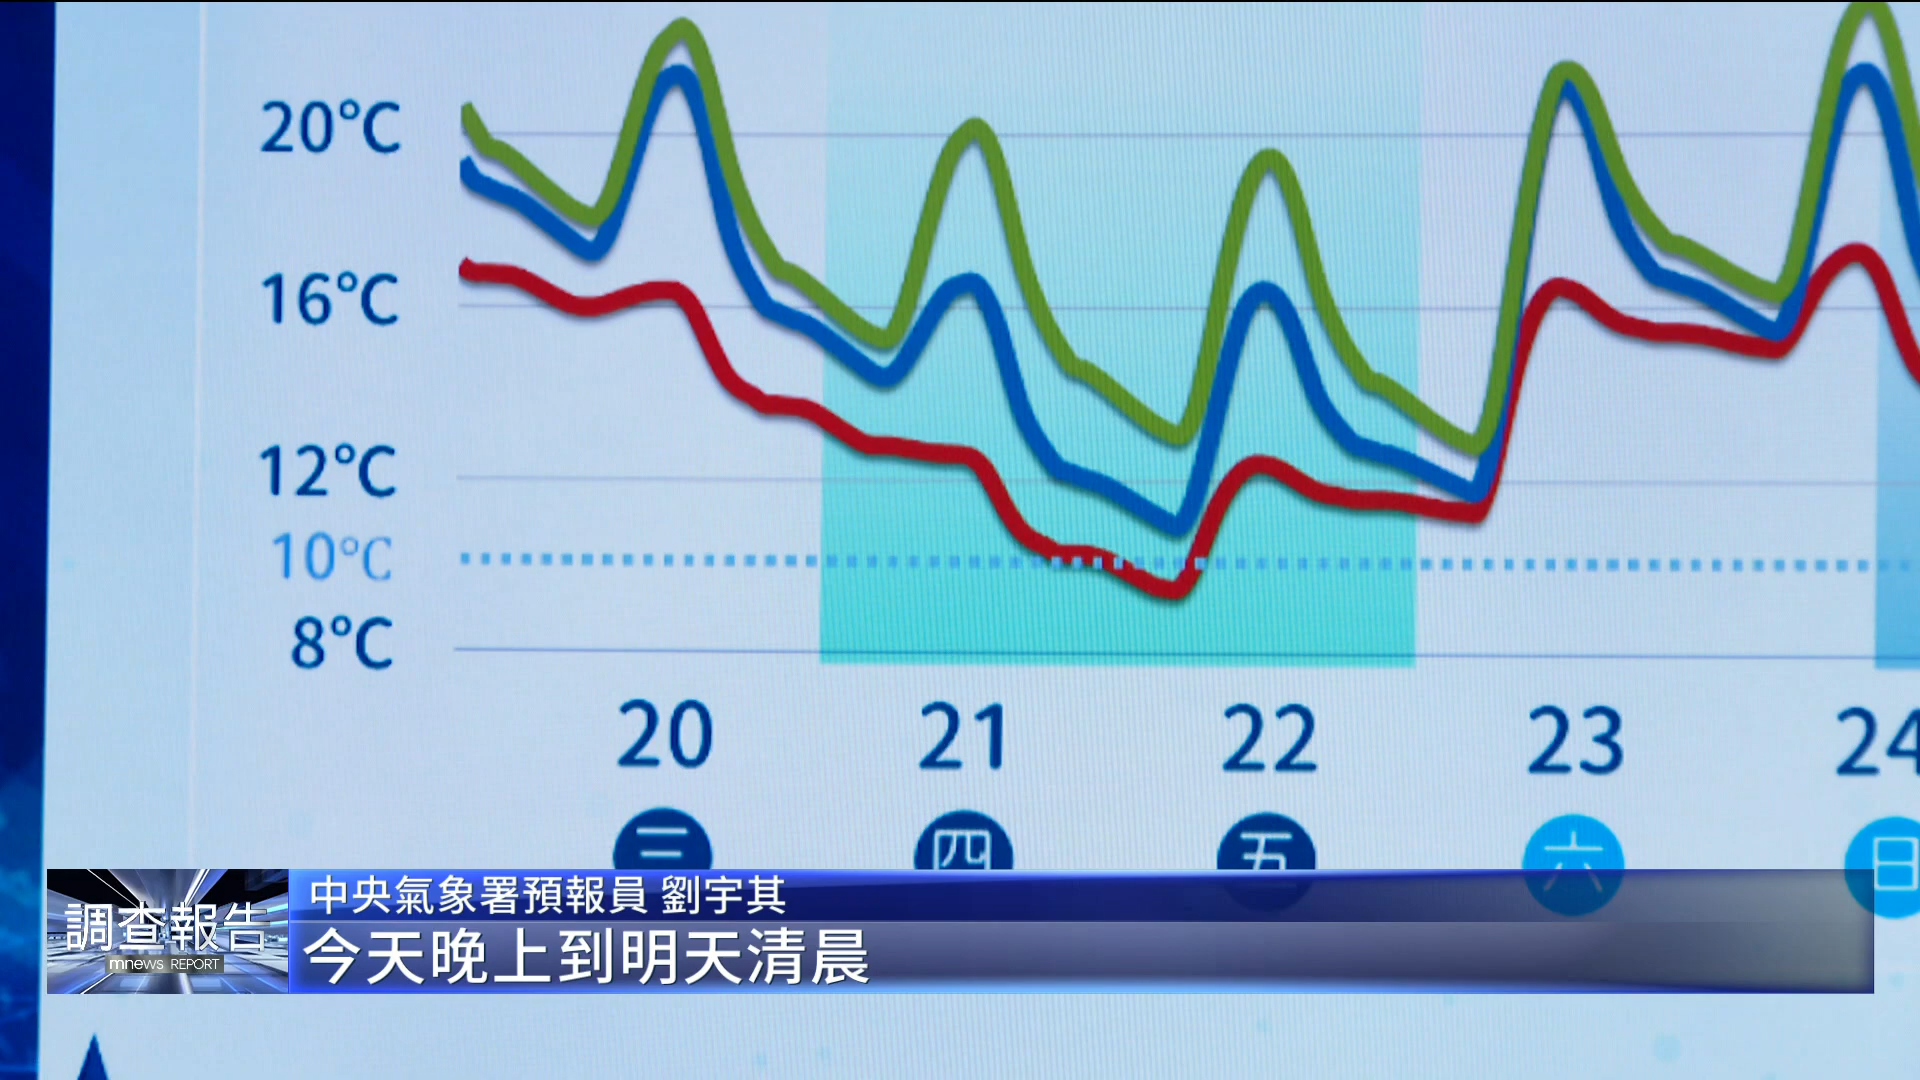 20°C
16°C
12°C
10°C
8°C
20
21
22
23
24
三
四
五
六
日
調查報告
mnews REPORT
中央氣象署預報員 劉宇其
今天晚上到明天清晨